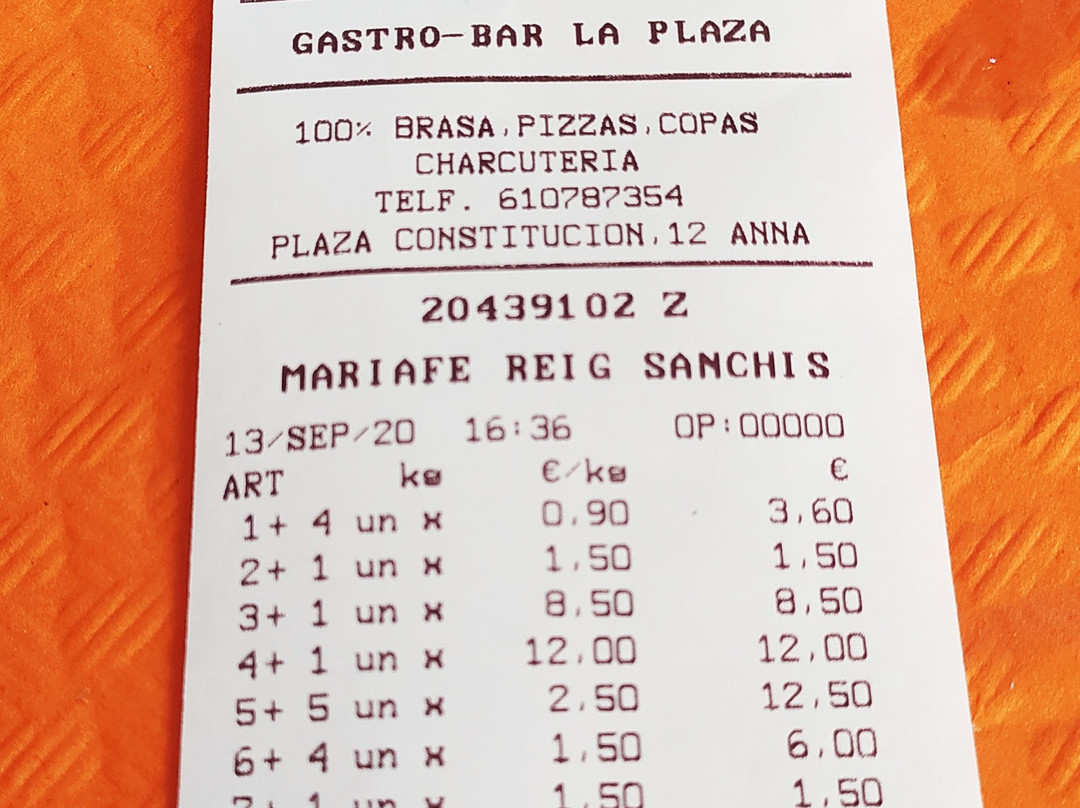 GASTRO-BAR LA PLAZA
100% BRASA,PIZZAS,COPAS
CHARCUTERIA
TELF. 610787354
PLAZA CONSTITUCION,12 ANNA
20439102 Z
MARIAFE REIG SANCHIS
13/SEP/20 16:36 OP:00000
ART kg €/kg €
1+ 4 un x 0,90 3,60
2+ 1 un x 1,50 1,50
3+ 1 un x 8,50 8,50
4+ 1 un x 12,00 12,00
5+ 5 un x 2,50 12,50
6+ 4 un x 1,50 6,00
7+ 1 un x 1,50 1,50